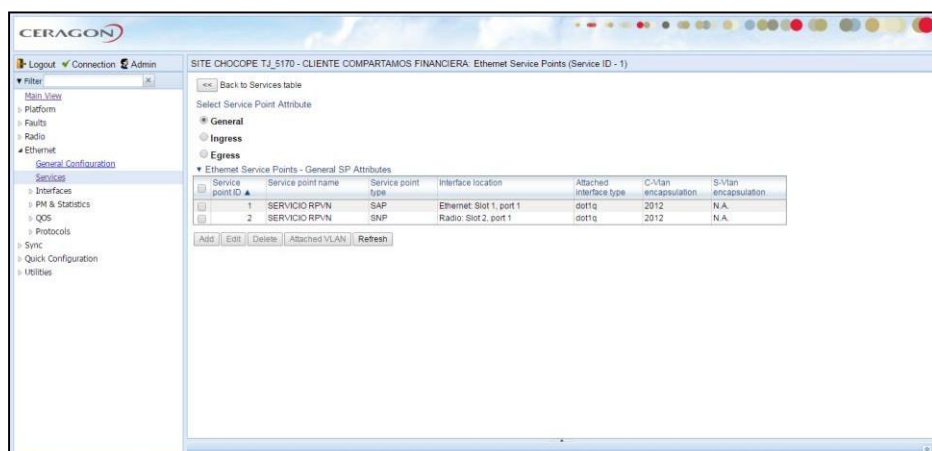 CERAGON
Logout Connection Admin
SITE CHOCOPE TJ_5170 - CLIENTE COMPARTAMOS FINANCIERA: Ethernet Service Points (Service ID - 1)
Filter
Main View
Platform
Faults
Radio
Ethernet
General Configuration
Services
Interfaces
PM & Statistics
QOS
Protocols
Sync
Quick Configuration
Utilities
<< Back to Services table
Select Service Point Attribute
General
Ingress
Egress
Ethernet Service Points - General SP Attributes
Service point ID Service point name Service point type Interface location Attached interface type C-Vlan encapsulation S-Vlan encapsulation
1 SERVICIO RPVN SAP Ethernet: Slot 1, port 1 dot1q 2012 N.A.
2 SERVICIO RPVN SNP Radio: Slot 2, port 1 dot1q 2012 N.A.
Add Edit Delete Attached VLAN Refresh